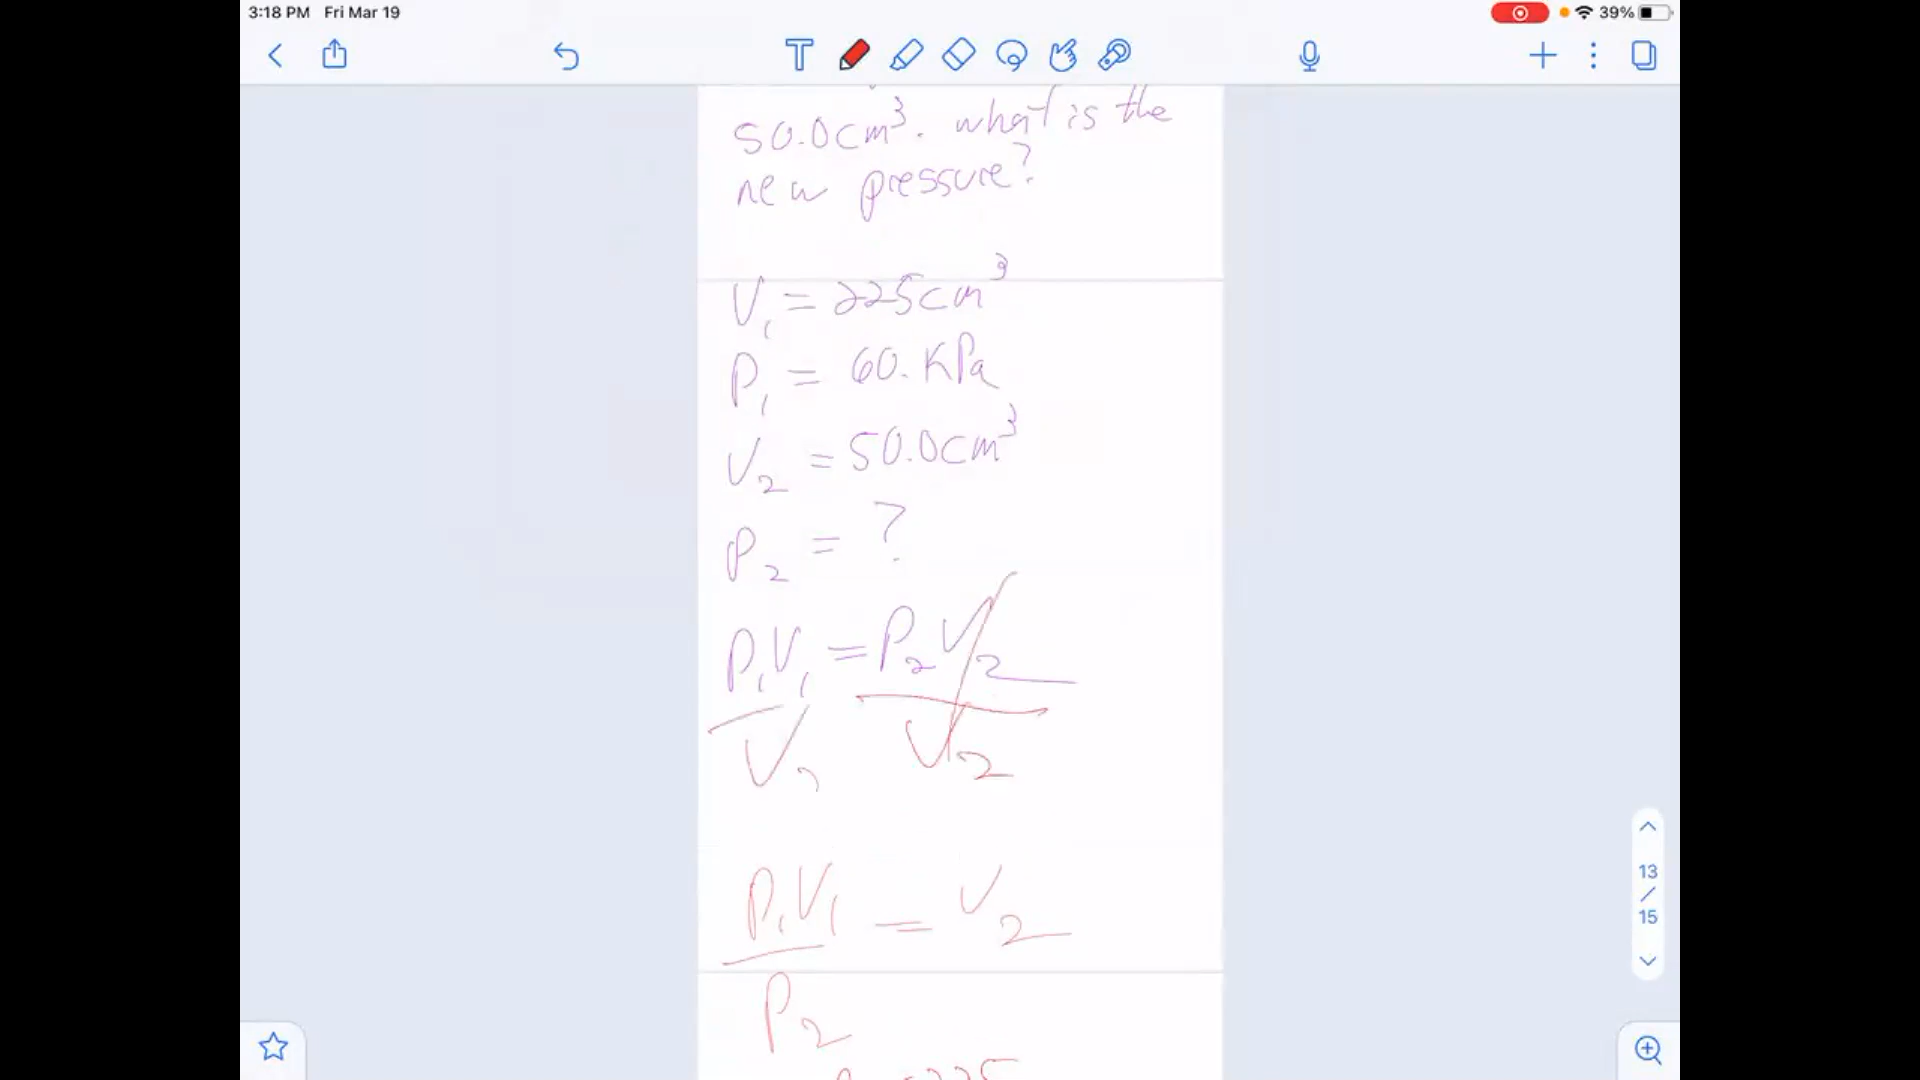 3:18 PM Fri Mar 19
39%
T
50.0cm³. what is the
new pressure?
V₁ = 225cm³
P₁ = 60. KPa
V₂ = 50.0cm³
P₂ = ?
P₁V₁ = P₂V₂
V₂ V₂
P₁V₁ = V₂
P₂
13
/
15